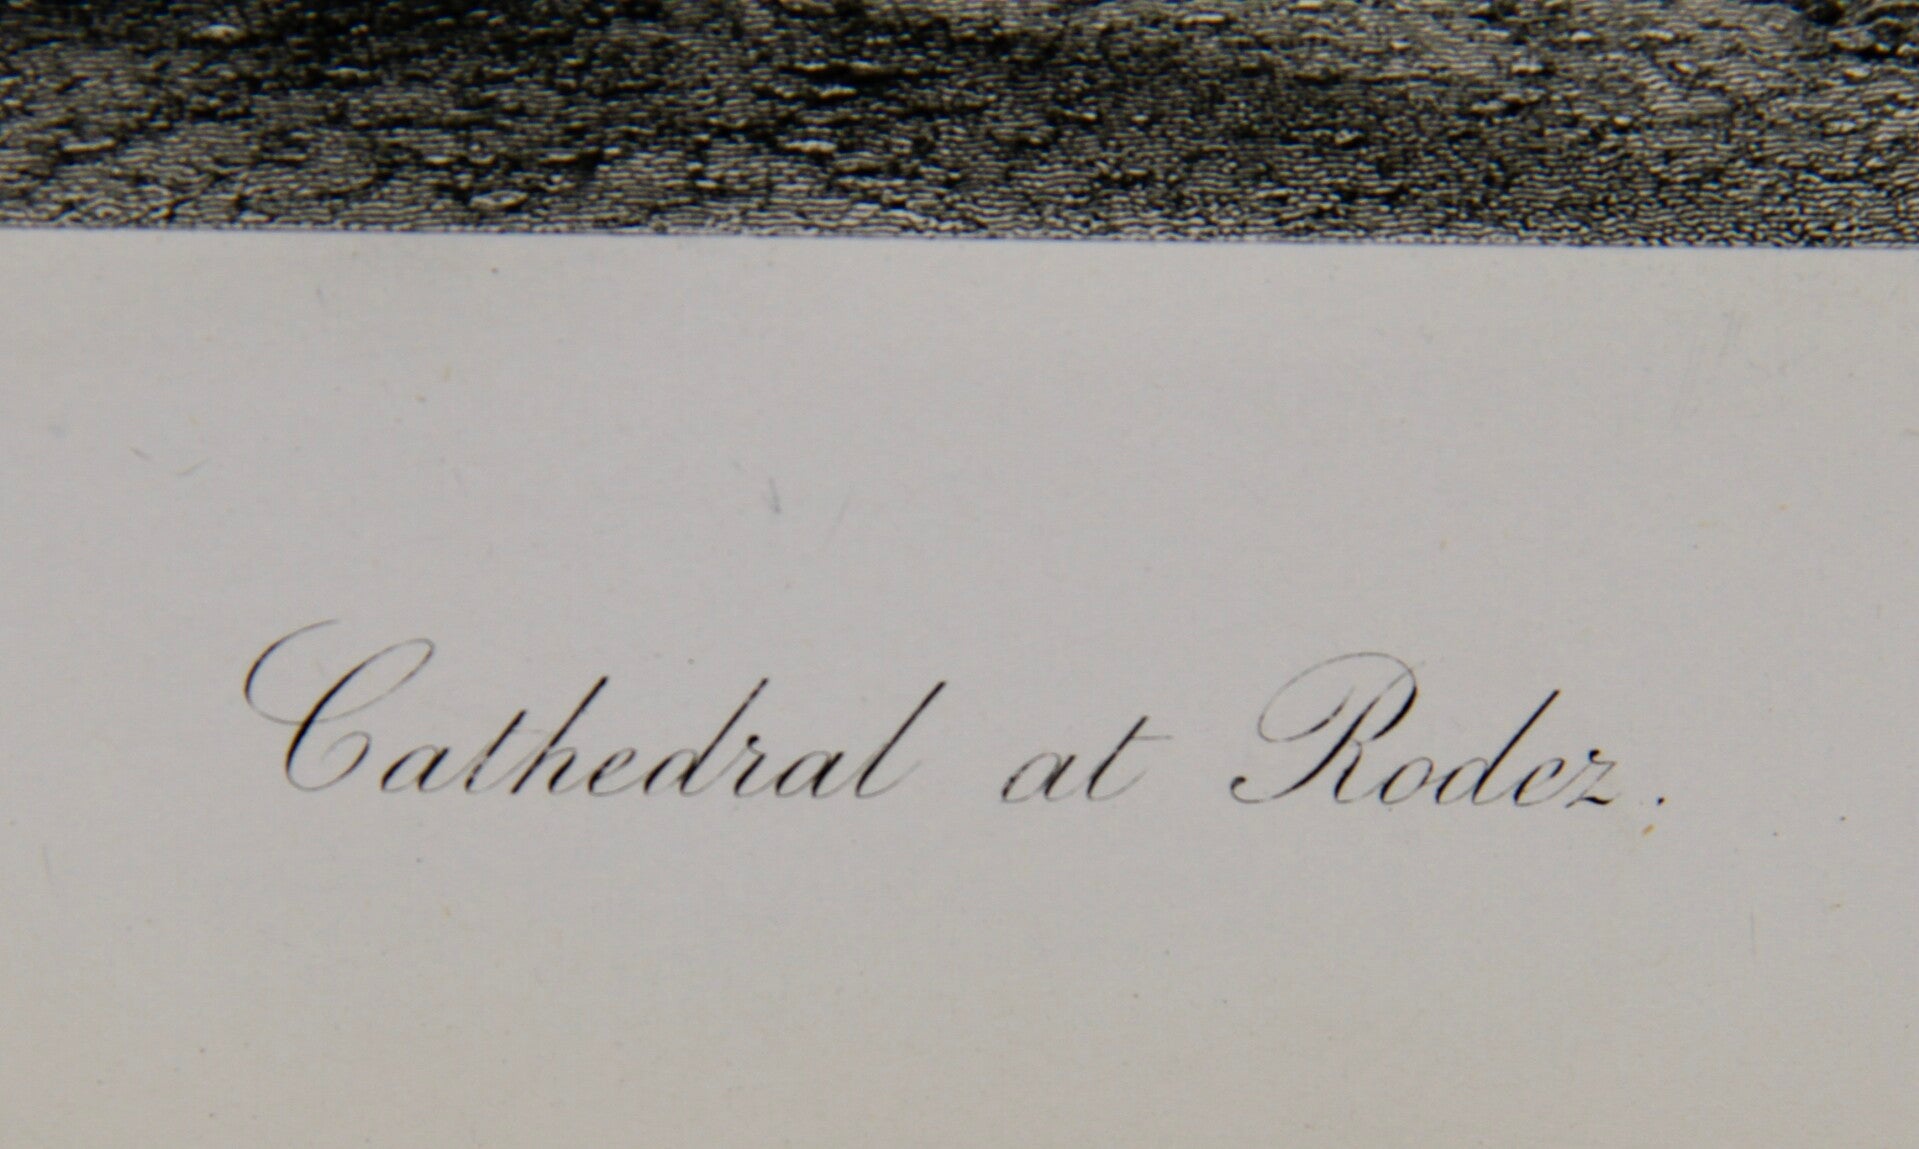 Cathedral at Rodez.